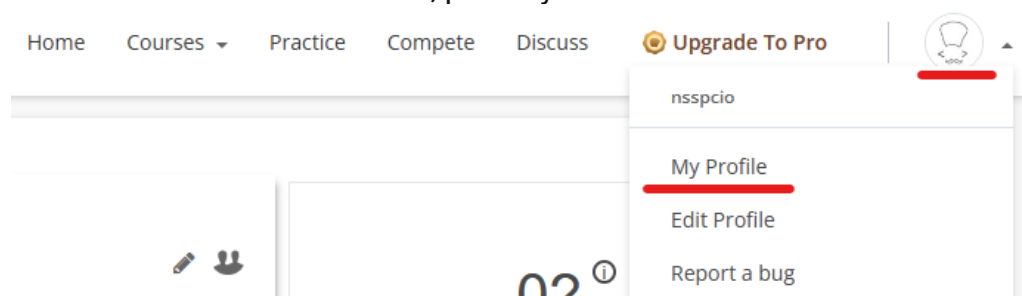 Home Courses Practice Compete Discuss Upgrade To Pro
nsspcio
My Profile
Edit Profile
Report a bug